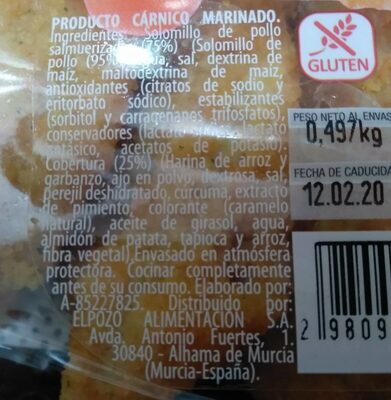 PRODUCTO CÁRNICO MARINADO.
Ingredientes: Solomillo de pollo
salmuerizado (75%) (Solomillo de
pollo (95%), agua, sal, dextrina de
maíz, maltodextrina de maíz,
antioxidantes (citratos de sodio y
eritorbato sódico), estabilizantes
(sorbitol y carragenanos, trifosfatos),
conservadores (lactato lactato
potásico, acetatos de potasio).
Cobertura (25%) (Harina de arroz y
garbanzo, ajo en polvo, dextrosa, sal,
perejil deshidratado, cúrcuma, extracto
de pimiento, colorante (caramelo
natural), aceite de girasol, agua,
almidón de patata, tapioca y arroz,
fibra vegetal). Envasado en atmósfera
protectora. Cocinar completamente
antes de su consumo. Elaborado por:
A-85227825. Distribuido por:
ELPOZO ALIMENTACIÓN S.A.
Avda. Antonio Fuertes, 1.
30840 - Alhama de Murcia
(Murcia-España).
GLUTEN
PESO NETO AL ENVAS
0,497kg
FECHA DE CADUCIDA
12.02.20
2 9809